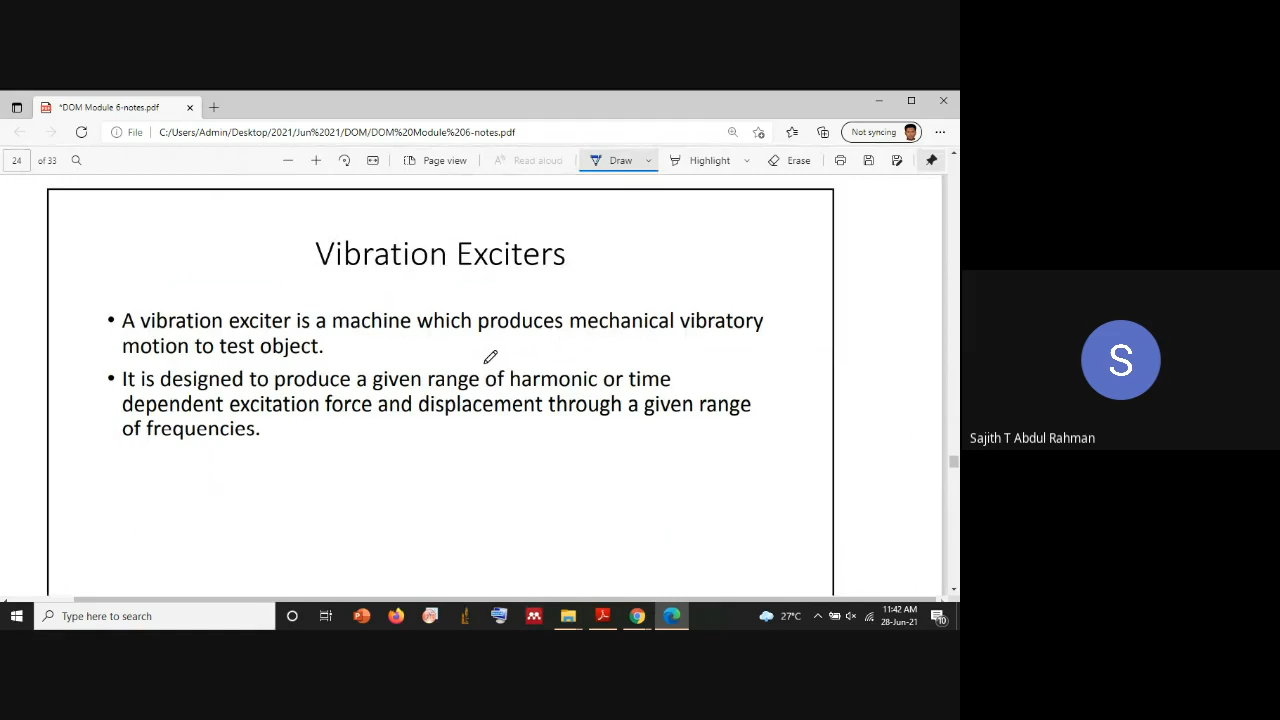 *DOM Module 6-notes.pdf
File
C:/Users/Admin/Desktop/2021/Jun%2021/DOM/DOM%20Module%206-notes.pdf
Not syncing
24 of 33
Page view
Read aloud
Draw
Highlight
Erase
Vibration Exciters
• A vibration exciter is a machine which produces mechanical vibratory
motion to test object.
• It is designed to produce a given range of harmonic or time
dependent excitation force and displacement through a given range
of frequencies.
S
Sajith T Abdul Rahman
Type here to search
27°C
11:42 AM
28-Jun-21
10